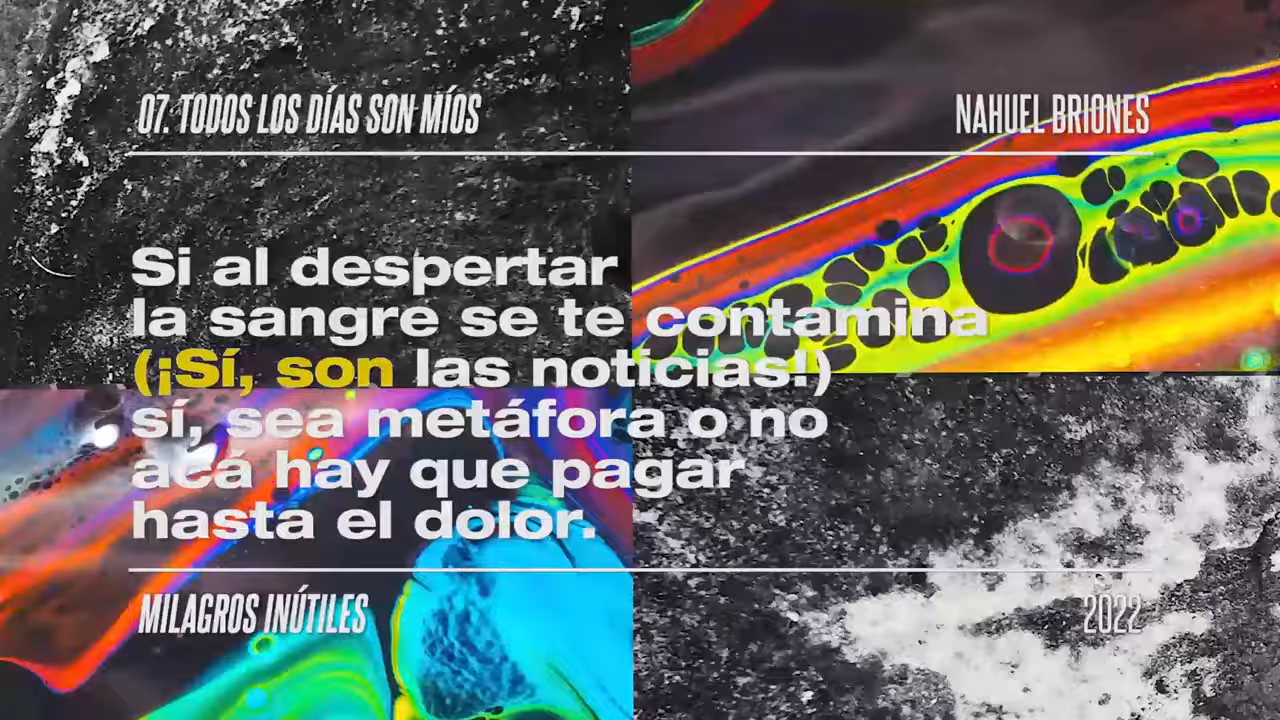 07. TODOS LOS DÍAS SON MÍOS
NAHUEL BRIONES
Si al despertar
la sangre se te contamina
(¡Sí, son las noticias!)
sí, sea metáfora o no
acá hay que pagar
hasta el dolor.
MILAGROS INÚTILES
2022